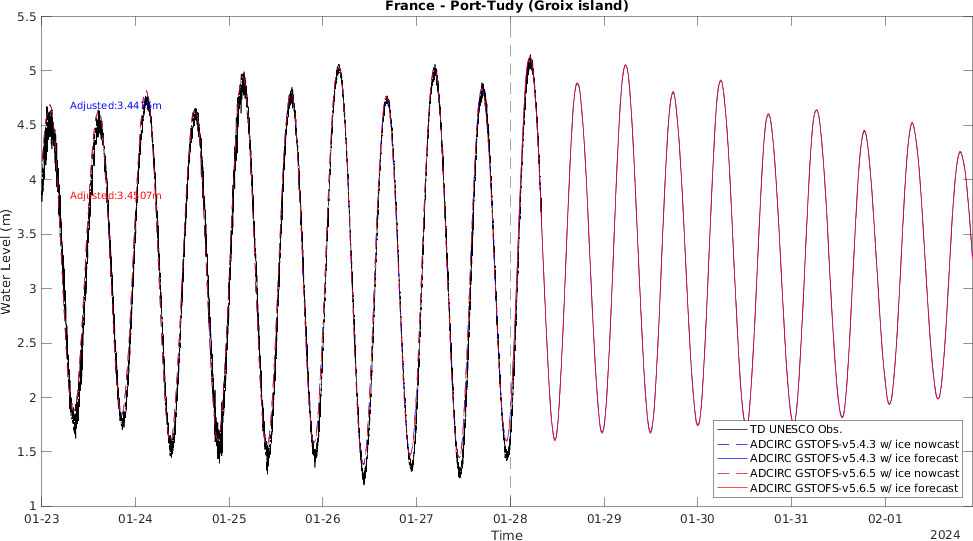 France - Port-Tudy (Groix island)
5.5
5
4.5
4
3.5
3
2.5
2
1.5
1
Water Level (m)
Adjusted:3.4507m
TD UNESCO Obs.
ADCIRC GSTOFS-v5.4.3 w/ ice nowcast
ADCIRC GSTOFS-v5.4.3 w/ ice forecast
ADCIRC GSTOFS-v5.6.5 w/ ice nowcast
ADCIRC GSTOFS-v5.6.5 w/ ice forecast
01-23 01-24 01-25 01-26 01-27 01-28 01-29 01-30 01-31 02-01
Time
2024